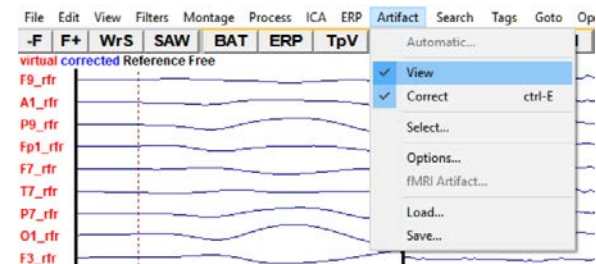 File Edit View Filters Montage Process ICA ERP Artifact Search Tags Goto
-F F+ WrS SAW BAT ERP TpV
virtual corrected Reference Free
Automatic...
View
Correct ctrl-E
Select...
Options...
fMRI Artifact...
Load...
Save...
F9_rfr
A1_rfr
P9_rfr
Fp1_rfr
F7_rfr
T7_rfr
P7_rfr
O1_rfr
F3_rfr